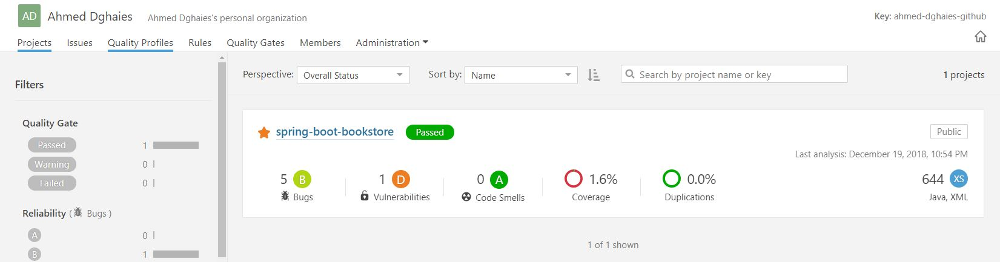 AD Ahmed Dghaies Ahmed Dghaies's personal organization Key: ahmed-dghaies-github
Projects Issues Quality Profiles Rules Quality Gates Members Administration
Perspective: Overall Status Sort by: Name Search by project name or key 1 projects
Filters
Quality Gate
Passed 1
Warning 0
Failed 0
Reliability ( Bugs )
A 0
B 1
spring-boot-bookstore Passed Public
Last analysis: December 19, 2018, 10:54 PM
5 B 1 D 0 A 1.6% 0.0% 644 XS
Bugs Vulnerabilities Code Smells Coverage Duplications Java, XML
1 of 1 shown